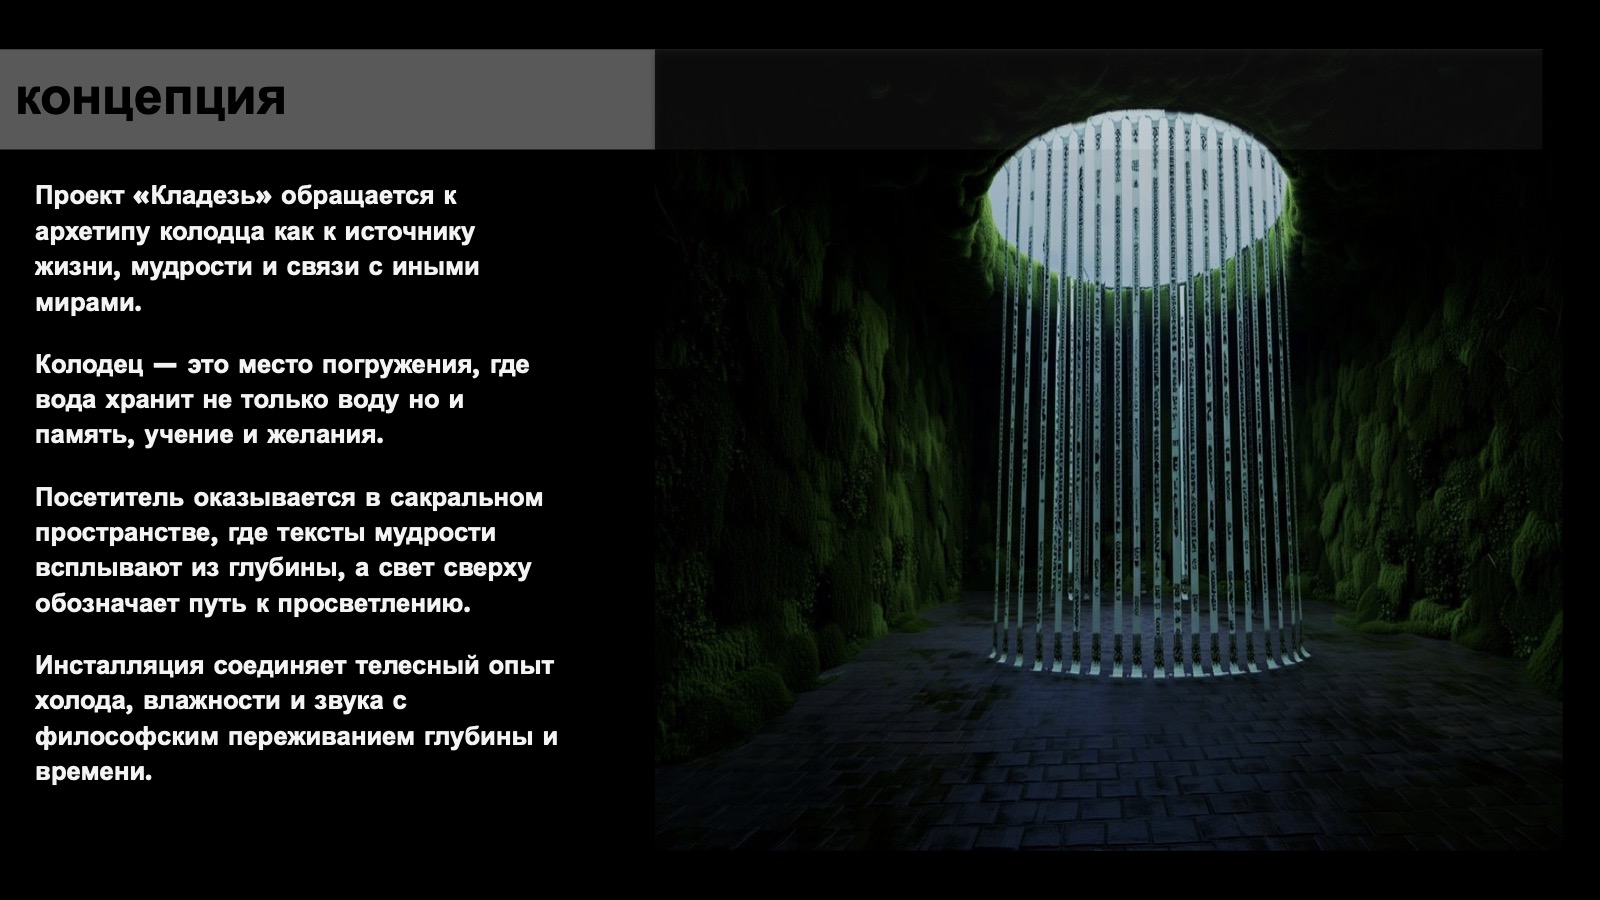 концепция
Проект «Кладезь» обращается к
архетипу колодца как к источнику
жизни, мудрости и связи с иными
мирами.
Колодец — это место погружения, где
вода хранит не только воду но и
память, учение и желания.
Посетитель оказывается в сакральном
пространстве, где тексты мудрости
всплывают из глубины, а свет сверху
обозначает путь к просветлению.
Инсталляция соединяет телесный опыт
холода, влажности и звука с
философским переживанием глубины и
времени.